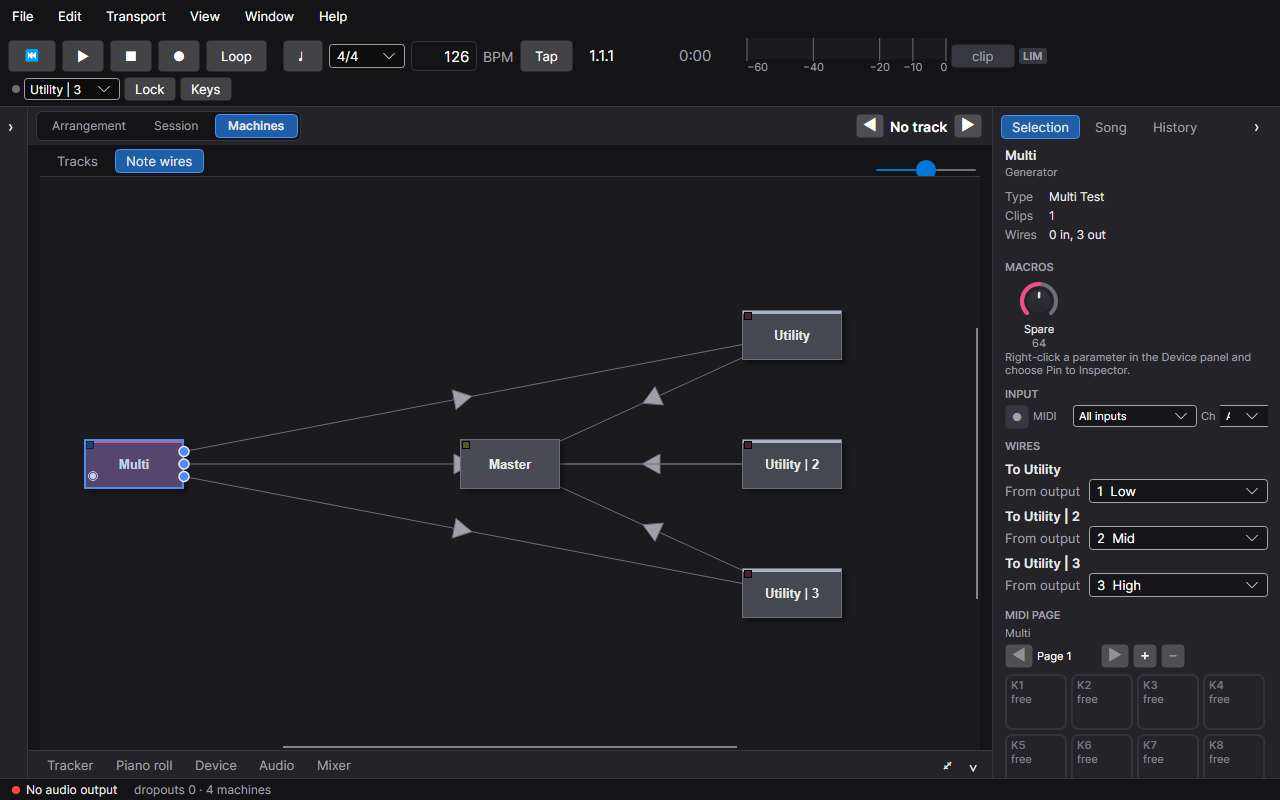 File Edit Transport View Window Help
Loop 4/4 126 BPM Tap 1.1.1 0:00 −60 −40 −20 −10 0 clip LIM
Utility | 3 Lock Keys
Arrangement Session Machines No track
Tracks Note wires
Utility
Multi
Master
Utility | 2
Utility | 3
Tracker Piano roll Device Audio Mixer
Selection Song History
Multi
Generator
Type Multi Test
Clips 1
Wires 0 in, 3 out
MACROS
Spare
64
Right-click a parameter in the Device panel and
choose Pin to Inspector.
INPUT
MIDI All inputs Ch
WIRES
To Utility
From output 1 Low
To Utility | 2
From output 2 Mid
To Utility | 3
From output 3 High
MIDI PAGE
Multi
Page 1 + −
K1 K2 K3 K4
free free free free
K5 K6 K7 K8
free free free free
No audio output dropouts 0 · 4 machines